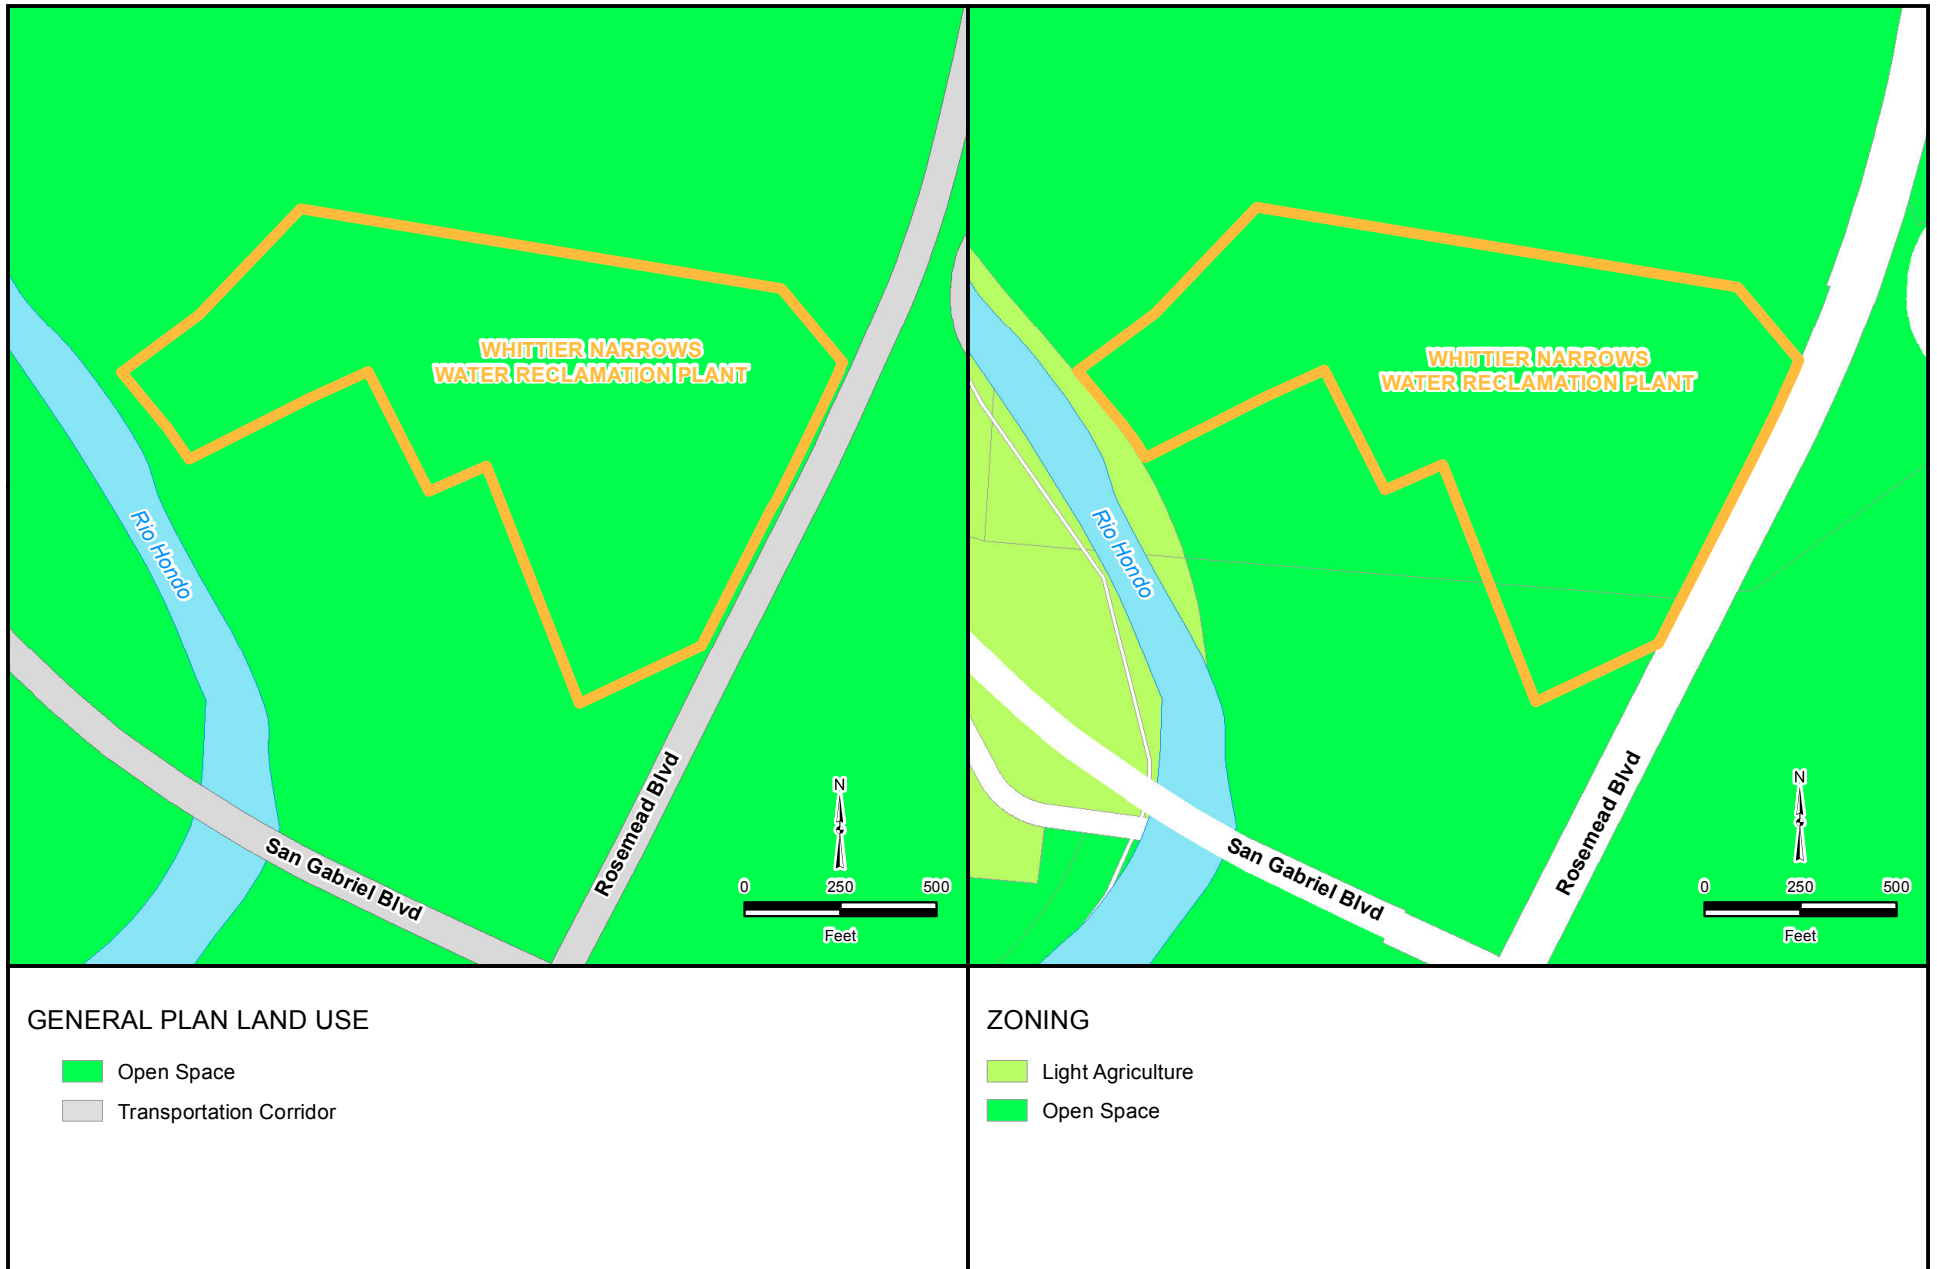 WHITTIER NARROWS
WATER RECLAMATION PLANT
Rio Hondo
San Gabriel Blvd
Rosemead Blvd
N
0 250 500
Feet
WHITTIER NARROWS
WATER RECLAMATION PLANT
Rio Hondo
San Gabriel Blvd
Rosemead Blvd
N
0 250 500
Feet
GENERAL PLAN LAND USE
Open Space
Transportation Corridor
ZONING
Light Agriculture
Open Space